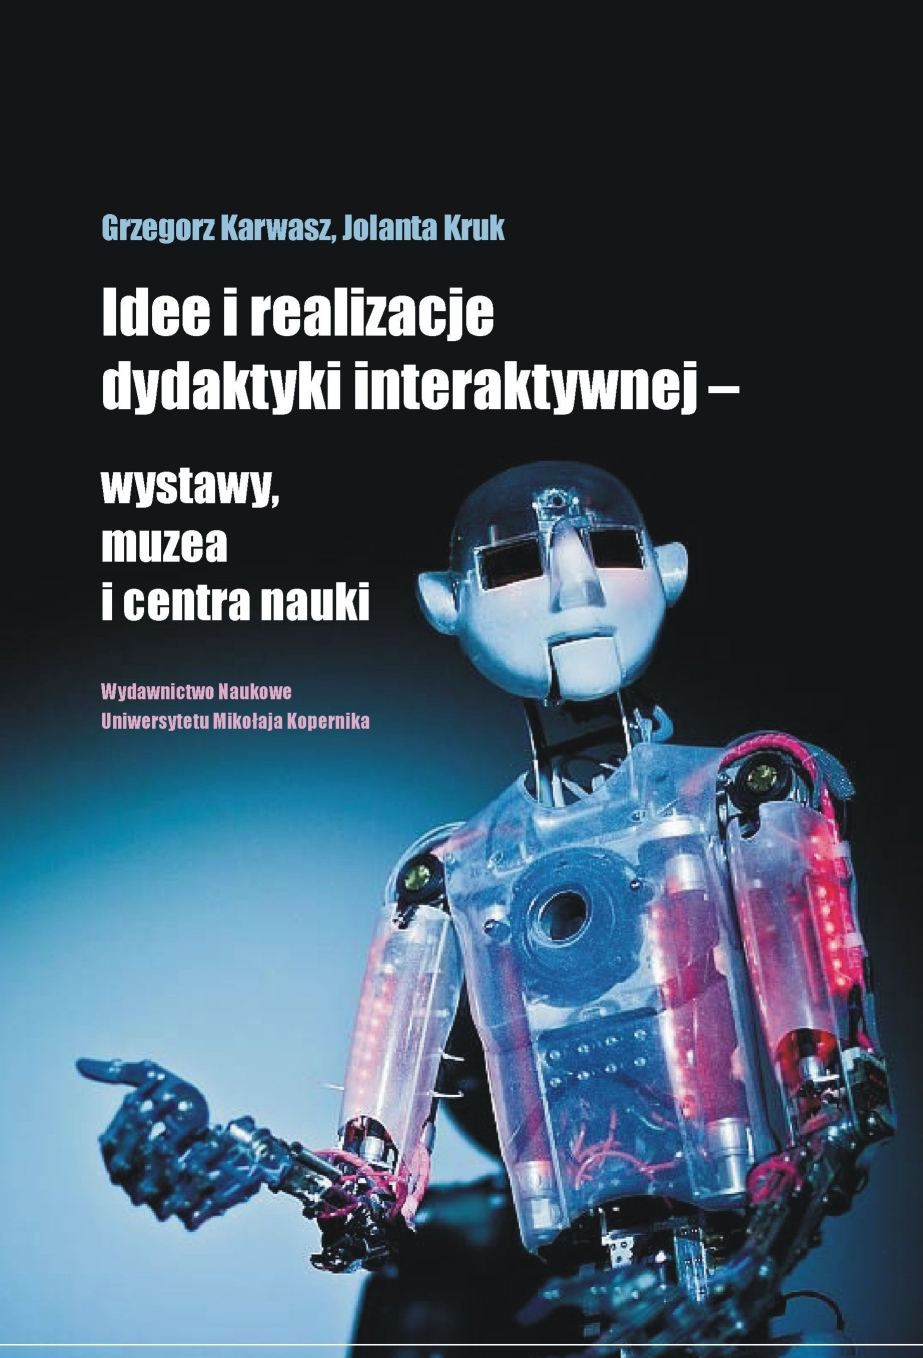 Grzegorz Karwasz, Jolanta Kruk
Idee i realizacje
dydaktyki interaktywnej –
wystawy,
muzea
i centra nauki
Wydawnictwo Naukowe
Uniwersytetu Mikołaja Kopernika